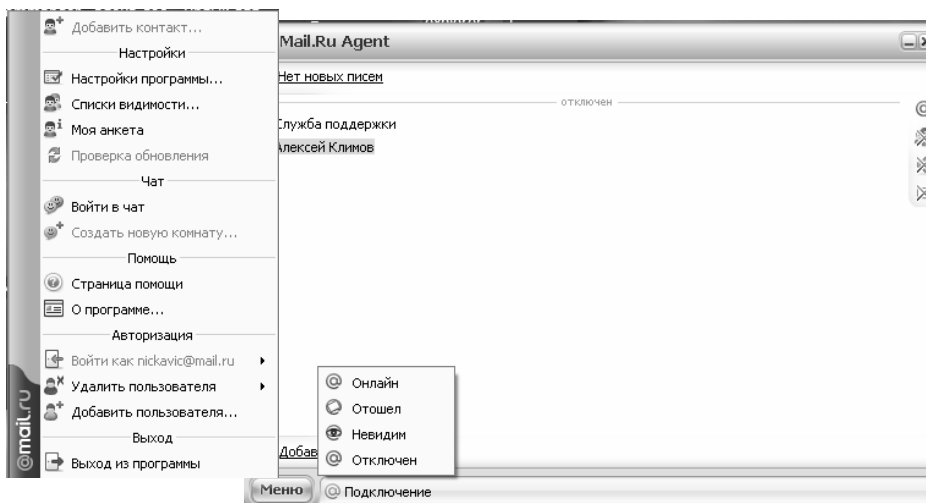 Добавить контакт...
Настройки
Настройки программы...
Списки видимости...
Моя анкета
Проверка обновления
Чат
Войти в чат
Создать новую комнату...
Помощь
Страница помощи
О программе...
Авторизация
Войти как nickavic@mail.ru
Удалить пользователя
Добавить пользователя...
Выход
Выход из программы
@mail.ru
Mail.Ru Agent
Нет новых писем
отключен
Служба поддержки
Алексей Климов
Добав
Онлайн
Отошел
Невидим
Отключен
Меню
Подключение